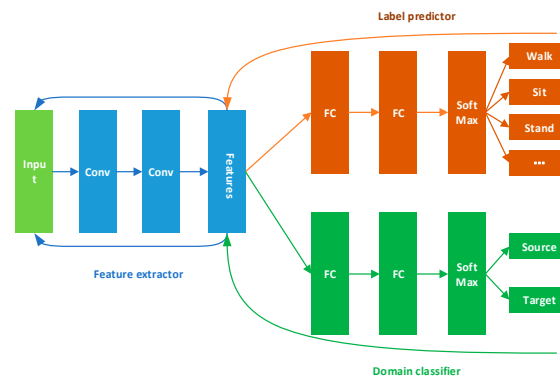 Label predictor
Walk
Sit
Stand
...
FC
FC
Soft
Max
Inpu
t
Conv
Conv
Features
Feature extractor
FC
FC
Soft
Max
Source
Target
Domain classifier